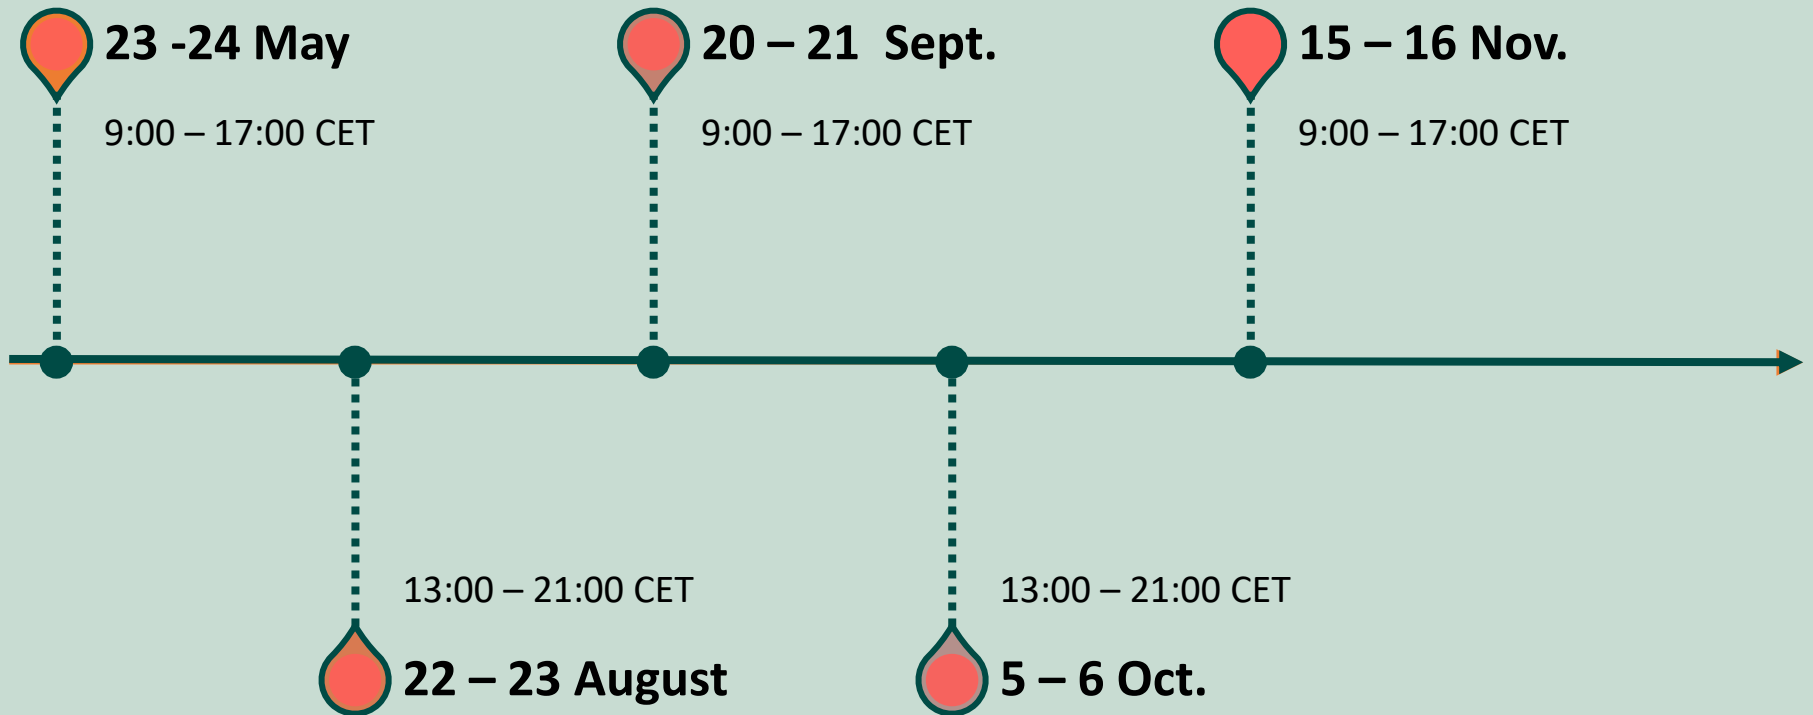 23 -24 May
9:00 – 17:00 CET
20 – 21  Sept.
9:00 – 17:00 CET
15 – 16 Nov.
9:00 – 17:00 CET
13:00 – 21:00 CET
22 – 23 August
13:00 – 21:00 CET
5 – 6 Oct.